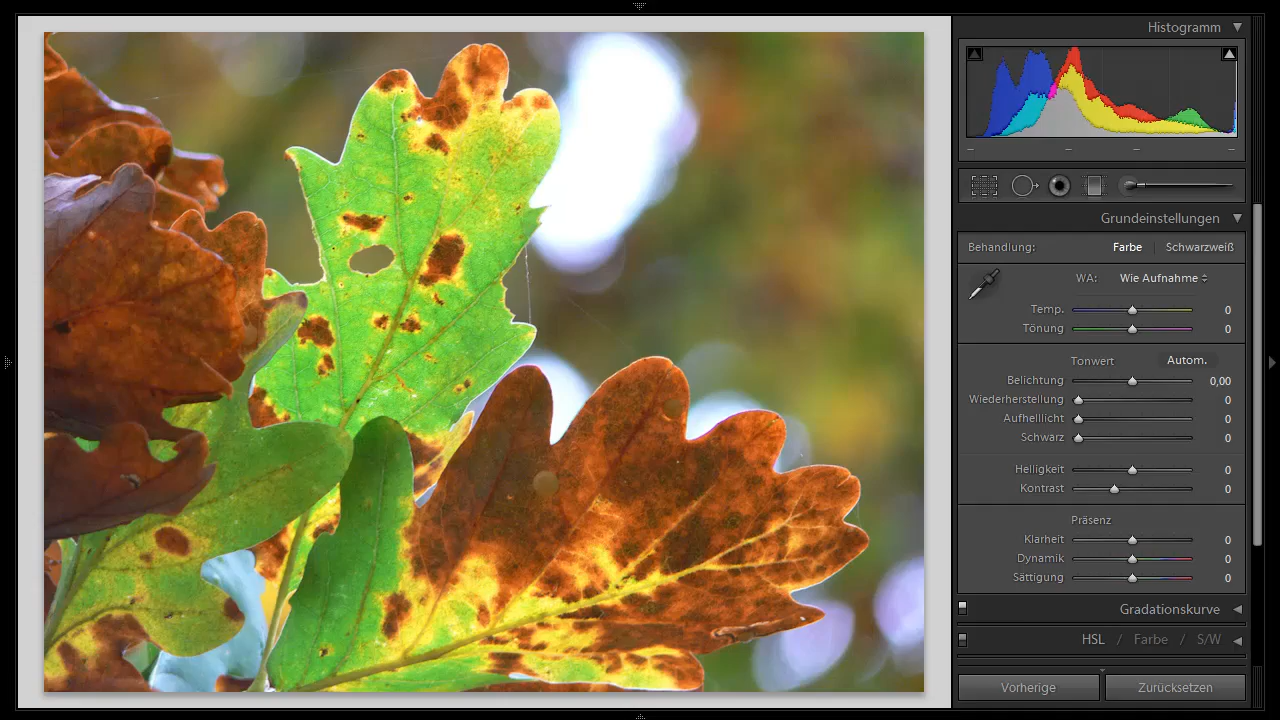 Histogramm
Grundeinstellungen
Behandlung: Farbe Schwarzweiß
WA: Wie Aufnahme
Temp. 0
Tönung 0
Tonwert Autom.
Belichtung 0,00
Wiederherstellung 0
Aufhelllicht 0
Schwarz 0
Helligkeit 0
Kontrast 0
Präsenz
Klarheit 0
Dynamik 0
Sättigung 0
Gradationskurve
HSL / Farbe / S/W
Vorherige Zurücksetzen